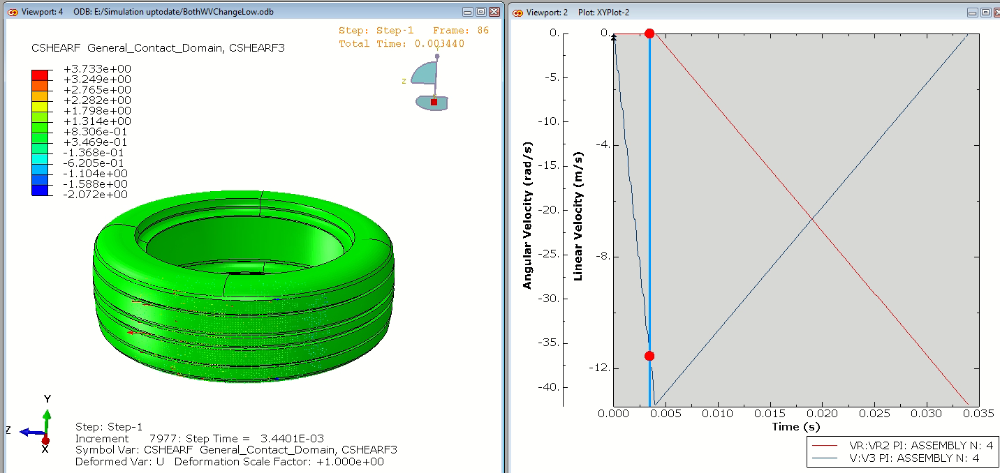 Viewport: 4 ODB: E:/Simulation uptodate/BothWVChangeLow.odb
Step: Step-1 Frame: 86
Total Time: 0.003440
CSHEARF General_Contact_Domain, CSHEARF3
+3.733e+00
+3.249e+00
+2.765e+00
+2.282e+00
+1.798e+00
+1.314e+00
+8.306e-01
+3.469e-01
-1.368e-01
-6.205e-01
-1.104e+00
-1.588e+00
-2.072e+00
Y
Z
Y
Z
X
Step: Step-1
Increment 7977: Step Time = 3.4401E-03
Symbol Var: CSHEARF General_Contact_Domain, CSHEARF3
Deformed Var: U Deformation Scale Factor: +1.000e+00
Viewport: 2 Plot: XYPlot-2
Angular Velocity (rad/s)
0.
-5.
-10.
-15.
-20.
-25.
-30.
-35.
-40.
Linear Velocity (m/s)
0.
-4.
-8.
-12.
0.000 0.005 0.010 0.015 0.020 0.025 0.030 0.035
Time (s)
VR:VR2 PI: ASSEMBLY N: 4
V:V3 PI: ASSEMBLY N: 4